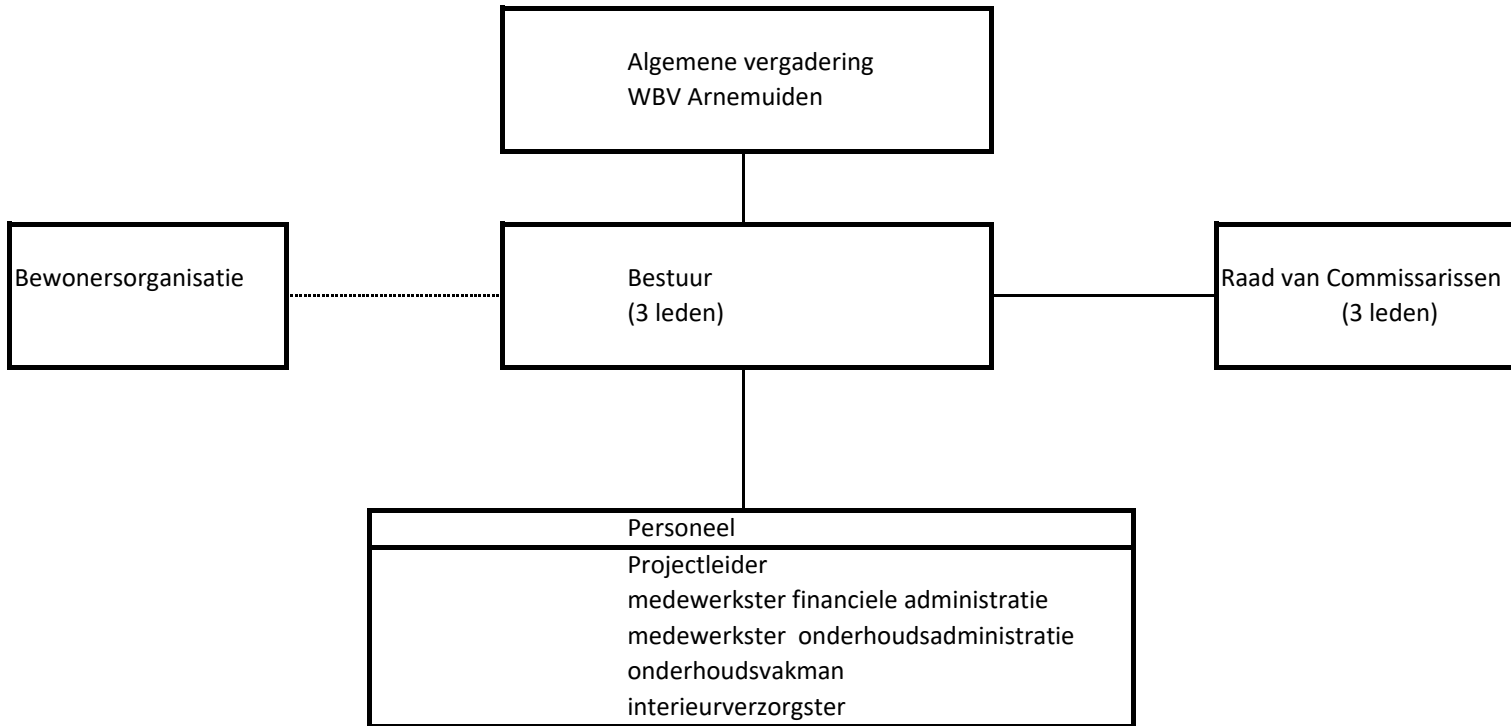 Algemene vergadering
WBV Arnemuiden
Bewonersorganisatie
Bestuur
(3 leden)
Raad van Commissarissen
(3 leden)
Personeel
Projectleider
medewerkster financiele administratie
medewerkster  onderhoudsadministratie
onderhoudsvakman
interieurverzorgster